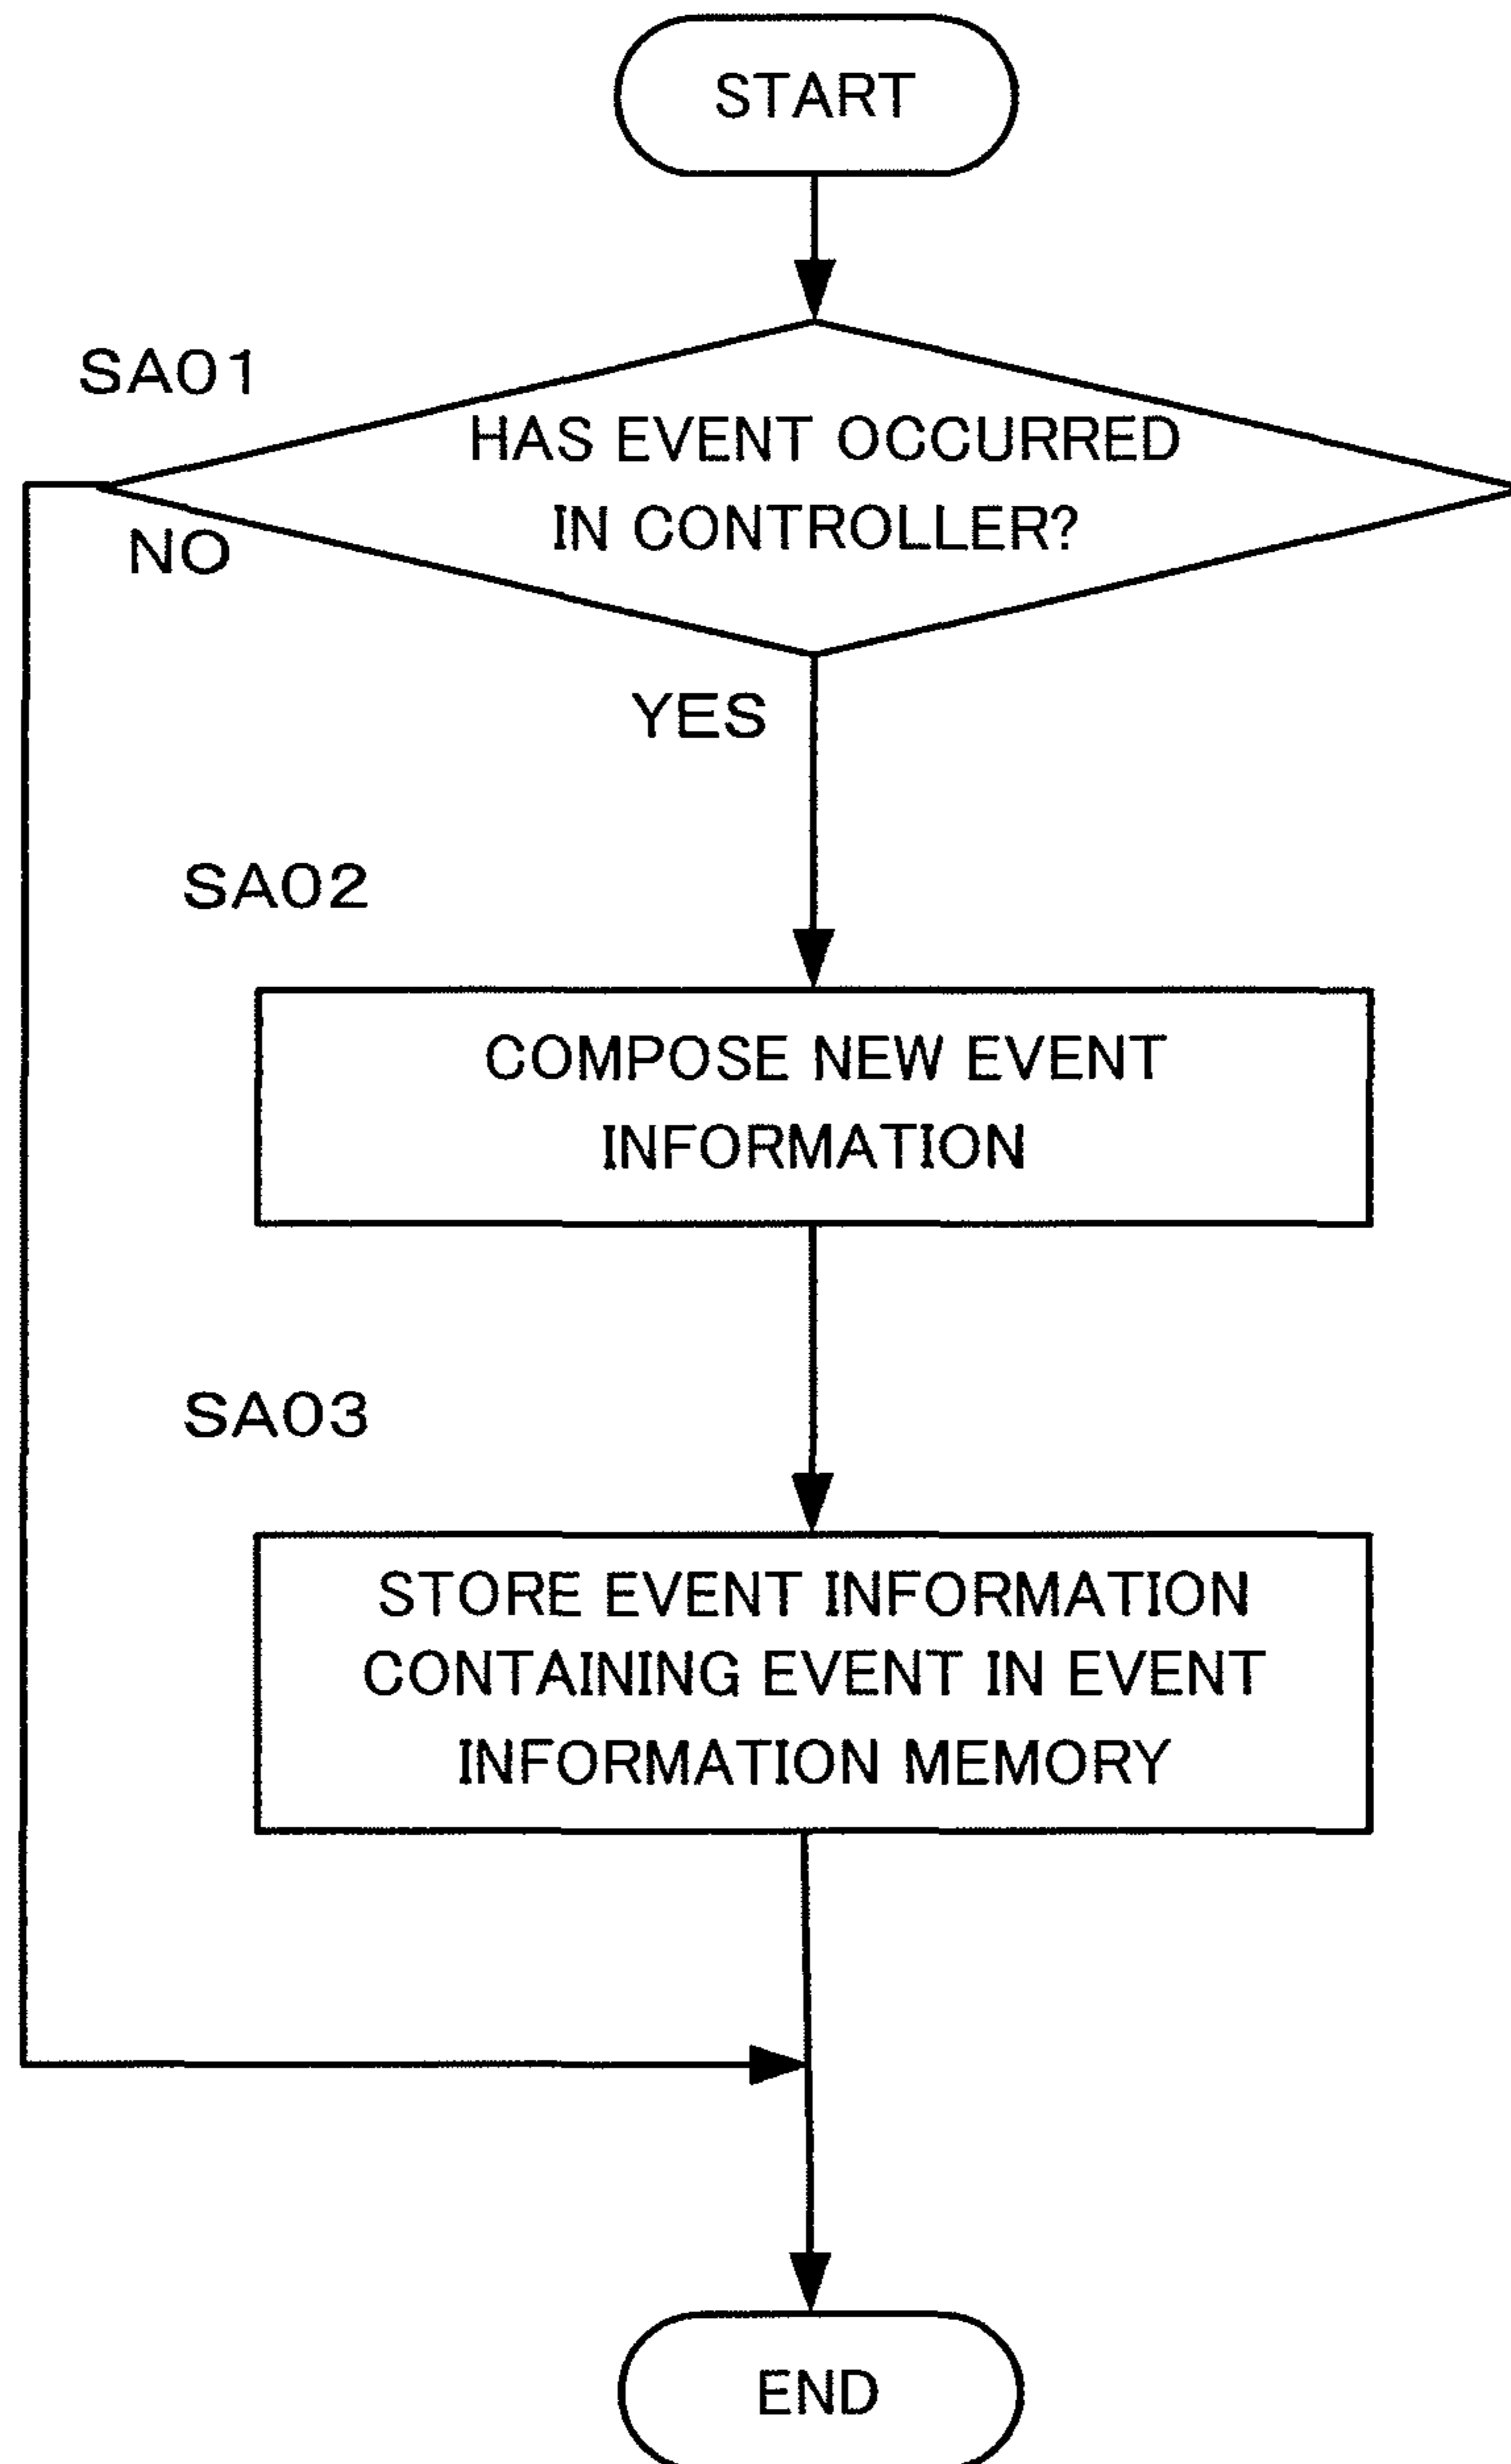 START
SA01
HAS EVENT OCCURRED
IN CONTROLLER?
NO
YES
SA02
COMPOSE NEW EVENT
INFORMATION
SA03
STORE EVENT INFORMATION
CONTAINING EVENT IN EVENT
INFORMATION MEMORY
END